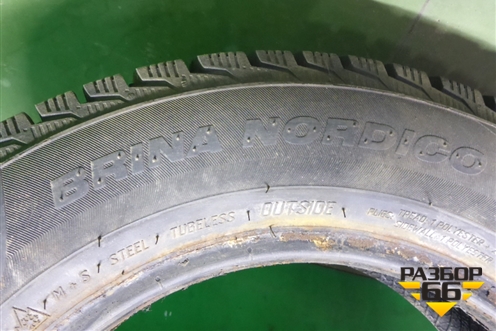 BRINA NORDICO
M+S STEEL TUBELESS OUTSIDE
РАЗБОР
66